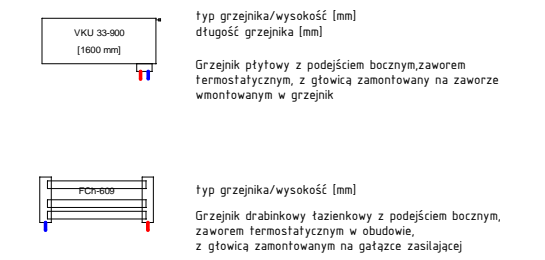 VKU 33-900
[1600 mm]
typ grzejnika/wysokość [mm]
długość grzejnika [mm]
Grzejnik płytowy z podejściem bocznym,zaworem
termostatycznym, z głowicą zamontowany na zaworze
wmontowanym w grzejnik
FCh-609
typ grzejnika/wysokość [mm]
Grzejnik drabinkowy łazienkowy z podejściem bocznym,
zaworem termostatycznym w obudowie,
z głowicą zamontowanym na gałązce zasilającej